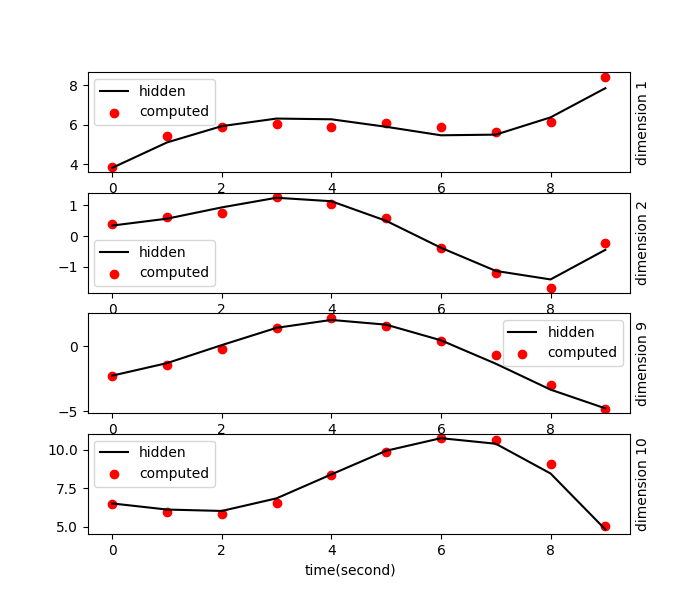 8
6
4
hidden
computed
dimension 1
0 2 4 6 8
1
0
−1
hidden
computed
dimension 2
0 2 4 6 8
0
−5
hidden
computed
dimension 9
0 2 4 6 8
10.0
7.5
5.0
hidden
computed
dimension 10
0 2 4 6 8
time(second)